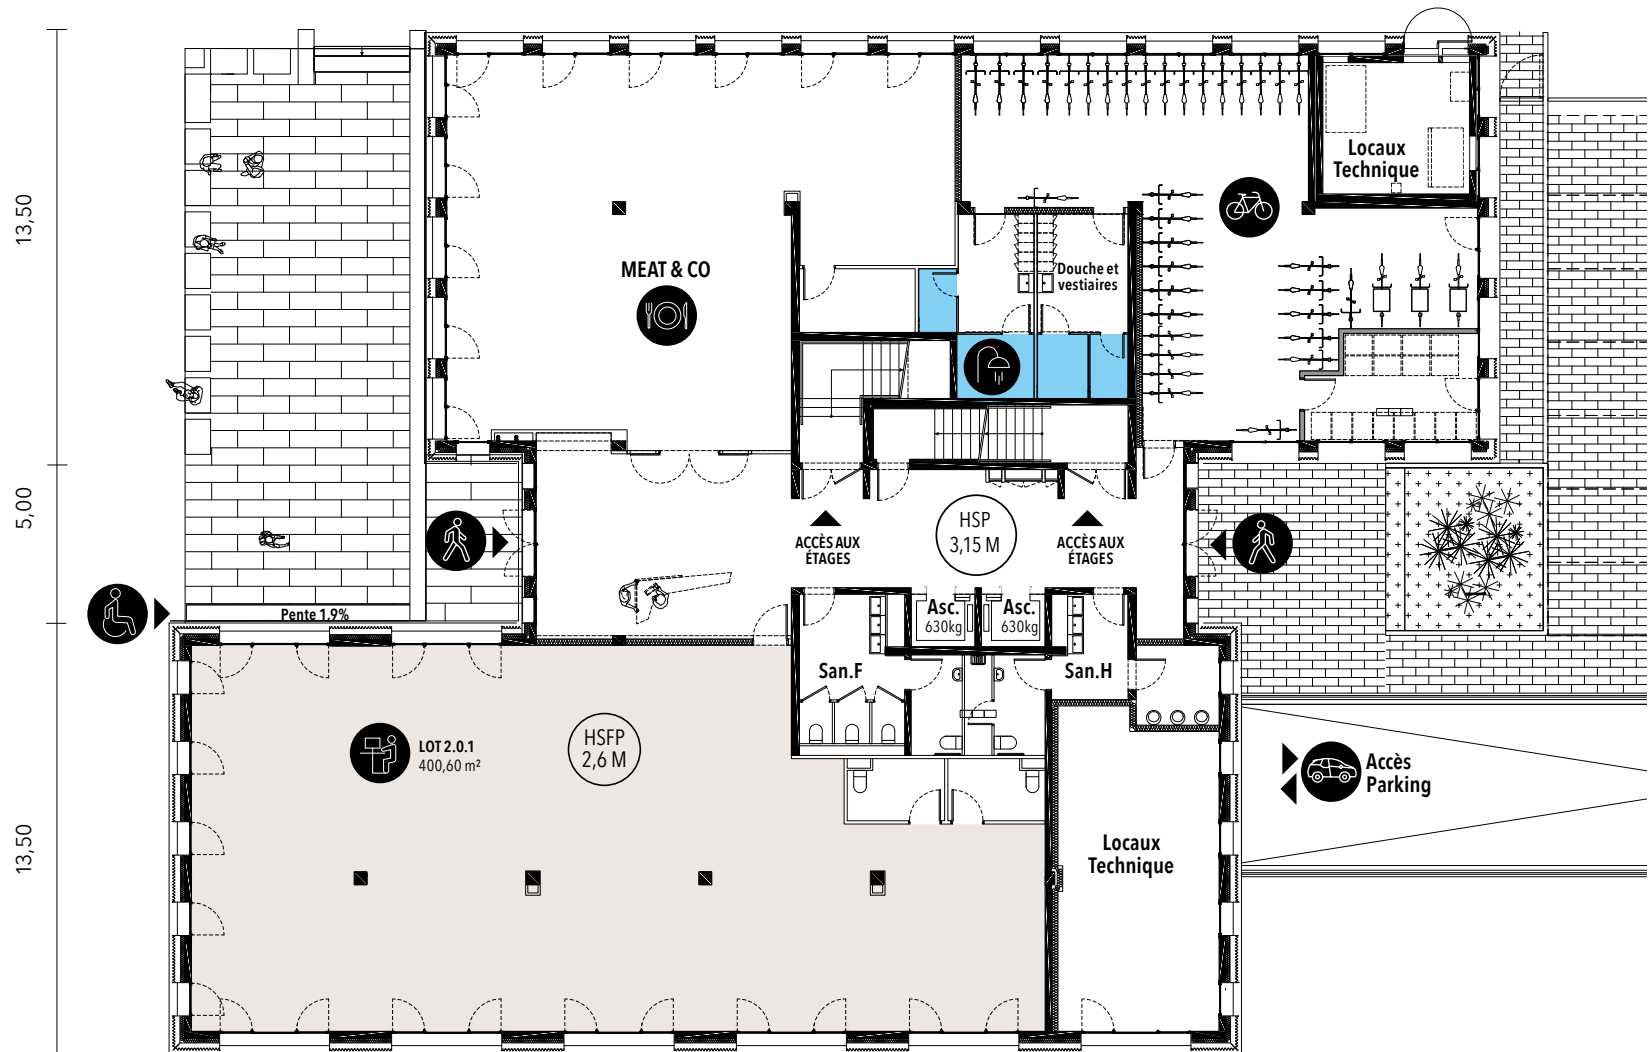 13,50
5,00
13,50
Locaux
Technique
MEAT & CO
Douche et
vestiaires
HSP
3,15 M
ACCÈS AUX
ÉTAGES
ACCÈS AUX
ÉTAGES
Pente 1,9%
Asc.
630kg
Asc.
630kg
San.F
San.H
LOT 2.0.1
400,60 m²
HSFP
2,6 M
Accès
Parking
Locaux
Technique